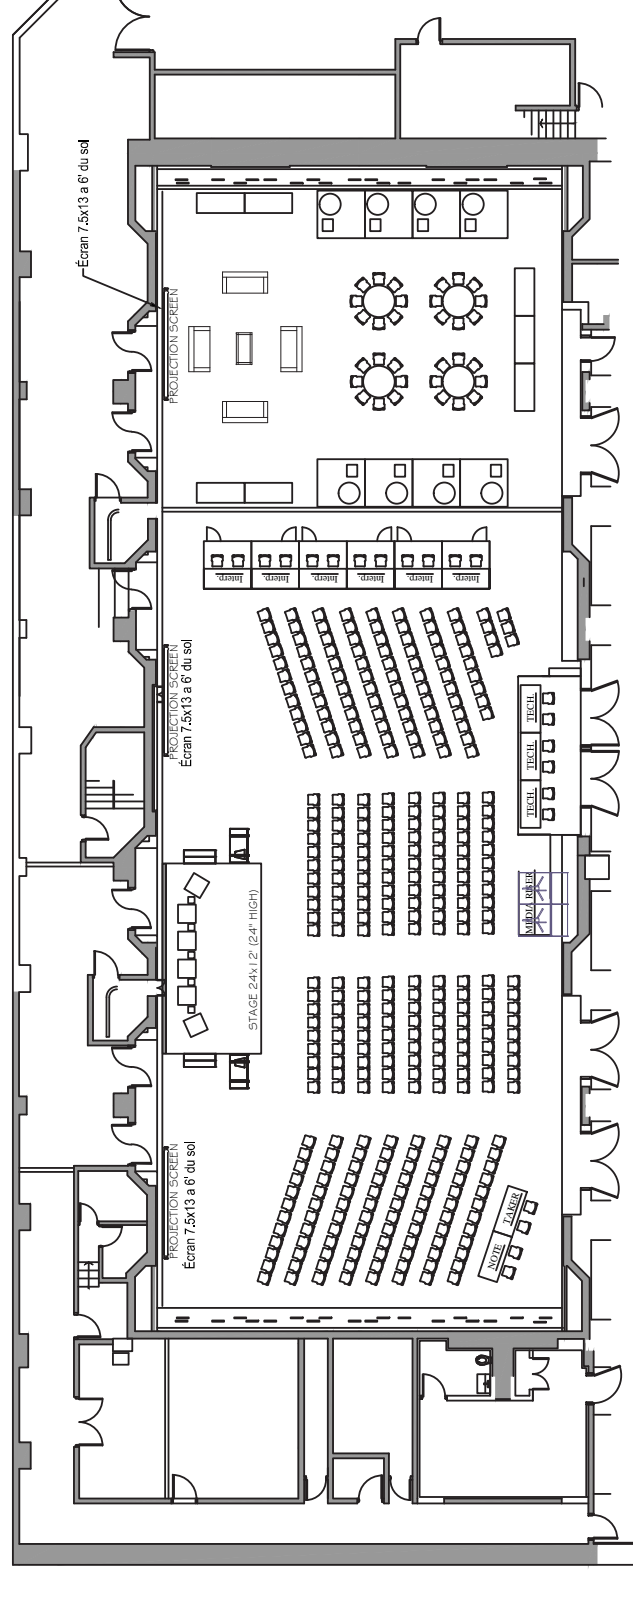 Écran 7.5x13 a 6' du sol
PROJECTION SCREEN
Interp.
Interp.
Interp.
Interp.
Interp.
Interp.
PROJECTION SCREEN
Écran 7.5x13 a 6' du sol
TECH.
TECH.
TECH.
MEDIA RISER
STAGE 24x12' (24" HIGH)
PROJECTION SCREEN
Écran 7.5x13 a 6' du sol
NOTE TAKER